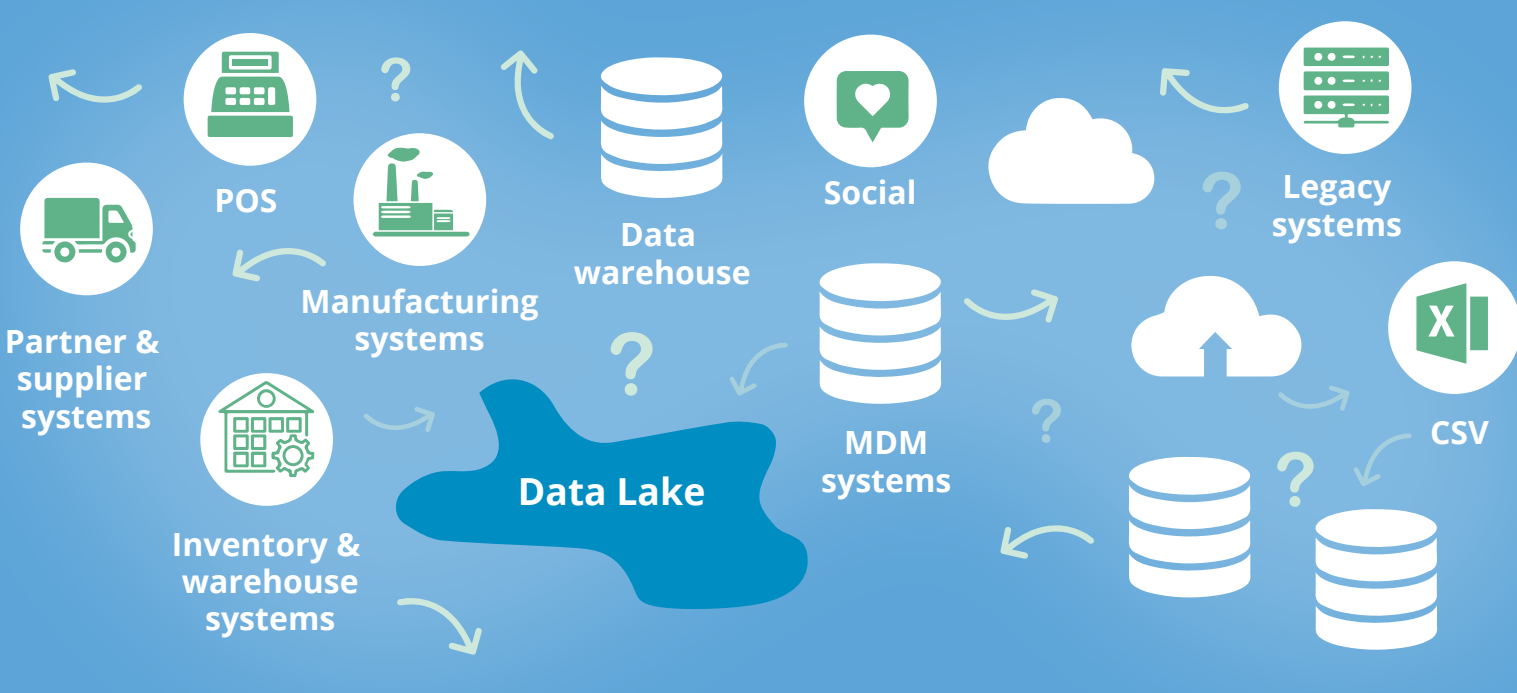 POS
Partner &
supplier
systems
Manufacturing
systems
Data
warehouse
Social
Legacy
systems
Inventory &
warehouse
systems
Data Lake
MDM
systems
X
CSV
?
?
?
?
?